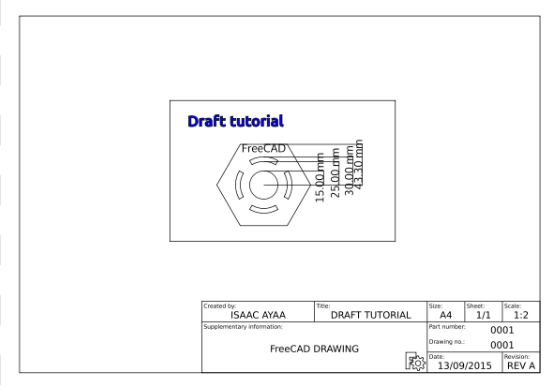 Draft tutorial
FreeCAD
15.00 mm
25.00 mm
30.00 mm
43.30 mm
Created by:
ISAAC AYAA
Title:
DRAFT TUTORIAL
Size:
A4
Sheet:
1/1
Scale:
1:2
Supplementary information:
FreeCAD DRAWING
Part number:
0001
Drawing no.:
0001
Date:
13/09/2015
Revision:
REV A